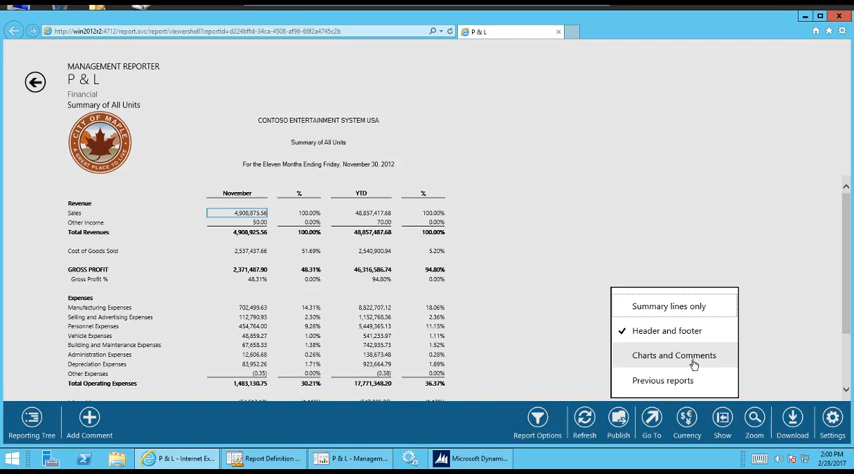 http://win2012r2:4712/report.svc/report/viewershell?reportId=d224bffd-34ca-4508-af96-68f2a4375c2b
P & L
MANAGEMENT REPORTER
P & L
Financial
Summary of All Units
CITY OF MAPLE
A GREAT PLACE TO LIVE
CONTOSO ENTERTAINMENT SYSTEM USA
Summary of All Units
For the Eleven Months Ending Friday, November 30, 2012
November % YTD %
Revenue
Sales 4,908,875.56 100.00% 48,857,417.68 100.00%
Other Income 50.00 0.00% 70.00 0.00%
Total Revenues 4,908,925.56 100.00% 48,857,487.68 100.00%
Cost of Goods Sold 2,537,437.66 51.69% 2,540,900.94 5.20%
GROSS PROFIT 2,371,487.90 48.31% 46,316,586.74 94.80%
Gross Profit % 48.31% 94.80%
Expenses
Manufacturing Expenses 702,499.63 14.31% 8,822,707.12 18.06%
Selling and Advertising Expenses 112,760.93 2.30% 1,152,768.36 2.36%
Personnel Expenses 454,764.00 9.26% 5,449,365.13 11.15%
Vehicle Expenses 48,859.27 1.00% 541,233.97 1.11%
Building and Maintenance Expenses 67,658.33 1.38% 742,935.15 1.52%
Administration Expenses 12,606.68 0.26% 138,673.48 0.28%
Depreciation Expenses 83,952.26 1.71% 923,664.79 1.89%
Other Expenses (0.35) 0.00% (0.38) 0.00%
Total Operating Expenses 1,483,130.75 30.21% 17,771,348.20 36.37%
Summary lines only
Header and footer
Charts and Comments
Previous reports
Reporting Tree Add Comment Report Options Refresh Publish Go To Currency Show Zoom Download Settings
P & L - Internet Ex... Report Definition ... P & L - Manage... Microsoft Dynami...
2:00 PM
2/28/2017